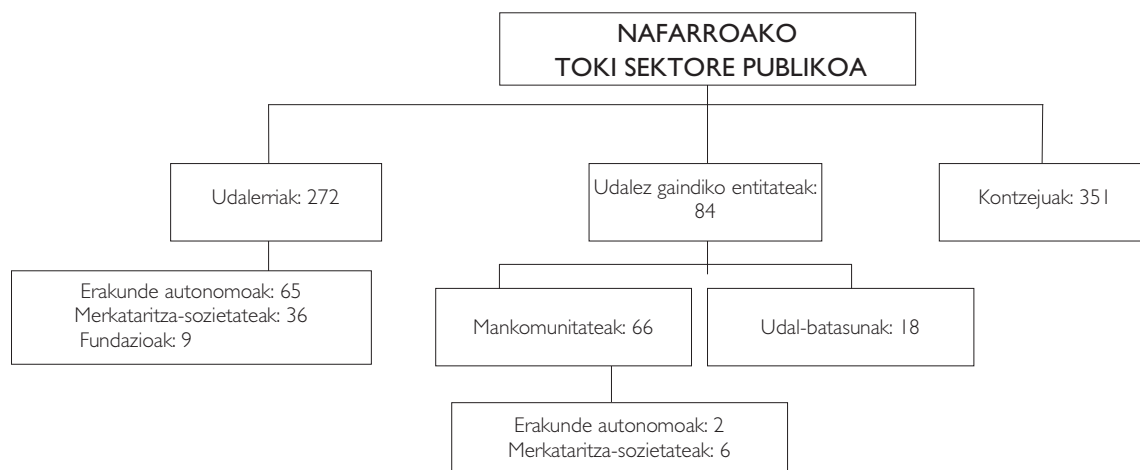 NAFARROAKO
TOKI SEKTORE PUBLIKOA
Udalerriak: 272
Udalez gaindiko entitateak:
84
Kontzejuak: 351
Erakunde autonomoak: 65
Merkataritza-sozietateak: 36
Fundazioak: 9
Mankomunitateak: 66
Udal-batasunak: 18
Erakunde autonomoak: 2
Merkataritza-sozietateak: 6